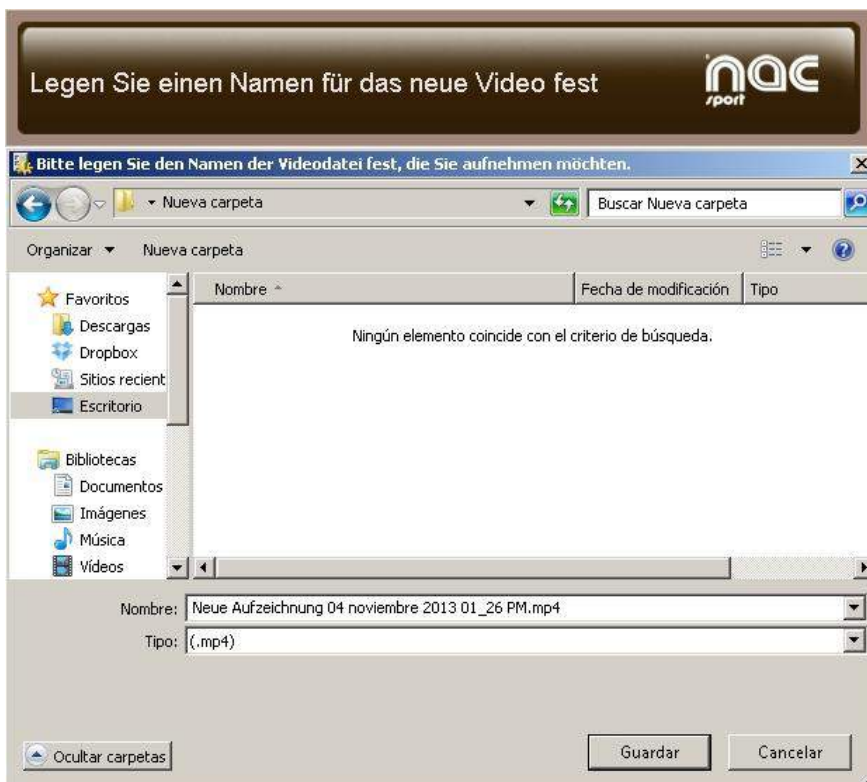 Legen Sie einen Namen für das neue Video fest
nac
sport
Bitte legen Sie den Namen der Videodatei fest, die Sie aufnehmen möchten.
Nueva carpeta
Buscar Nueva carpeta
Organizar
Nueva carpeta
Nombre
Fecha de modificación
Tipo
Favoritos
Descargas
Dropbox
Sitios recient
Escritorio
Bibliotecas
Documentos
Imágenes
Música
Vídeos
Ningún elemento coincide con el criterio de búsqueda.
Nombre: Neue Aufzeichnung 04 noviembre 2013 01_26 PM.mp4
Tipo: (.mp4)
Ocultar carpetas
Guardar
Cancelar